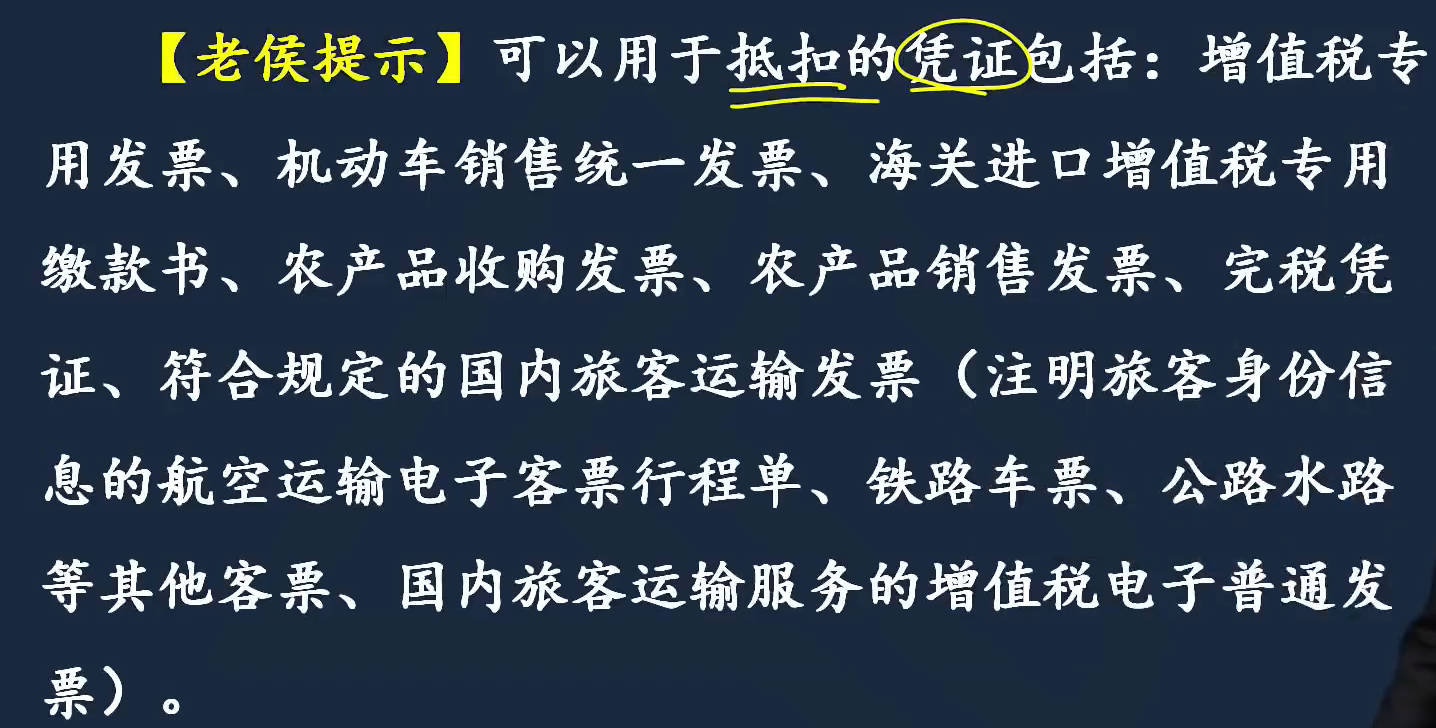 【老侯提示】可以用于抵扣的凭证包括：增值税专
用发票、机动车销售统一发票、海关进口增值税专用
缴款书、农产品收购发票、农产品销售发票、完税凭
证、符合规定的国内旅客运输发票（注明旅客身份信
息的航空运输电子客票行程单、铁路车票、公路水路
等其他客票、国内旅客运输服务的增值税电子普通发
票）。